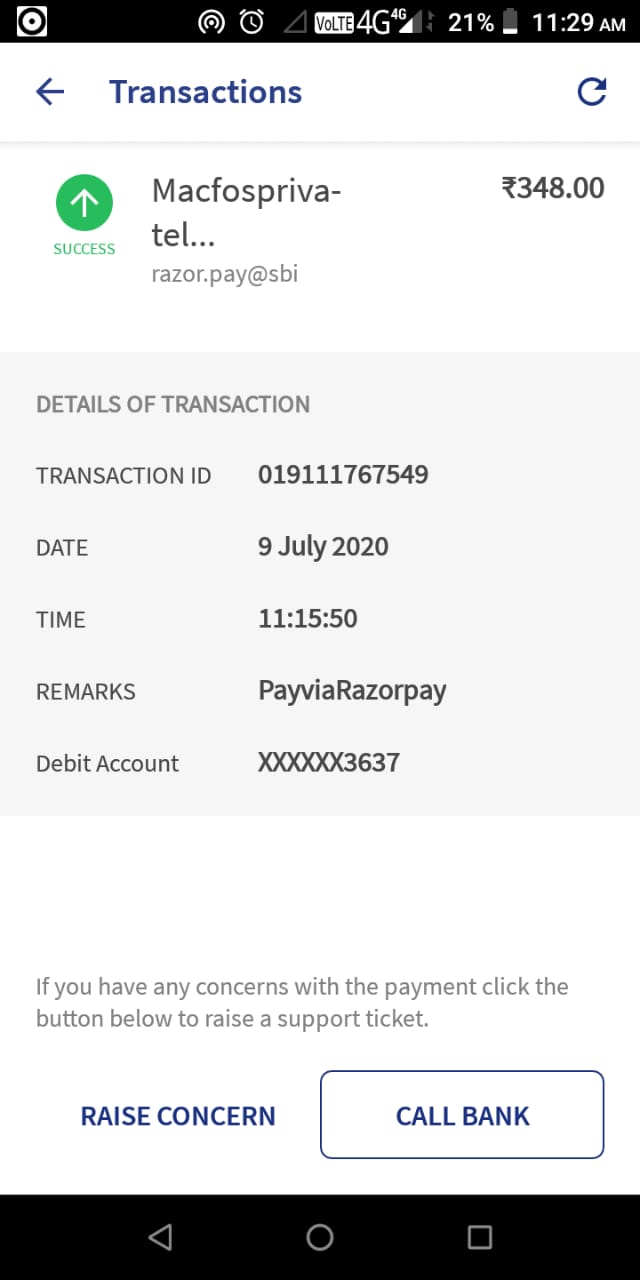 VoLTE 4G 4G 21% 11:29 AM
Transactions
Macfospriva-
tel...
₹348.00
SUCCESS
razor.pay@sbi
DETAILS OF TRANSACTION
TRANSACTION ID 019111767549
DATE 9 July 2020
TIME 11:15:50
REMARKS PayviaRazorpay
Debit Account XXXXXX3637
If you have any concerns with the payment click the
button below to raise a support ticket.
RAISE CONCERN CALL BANK